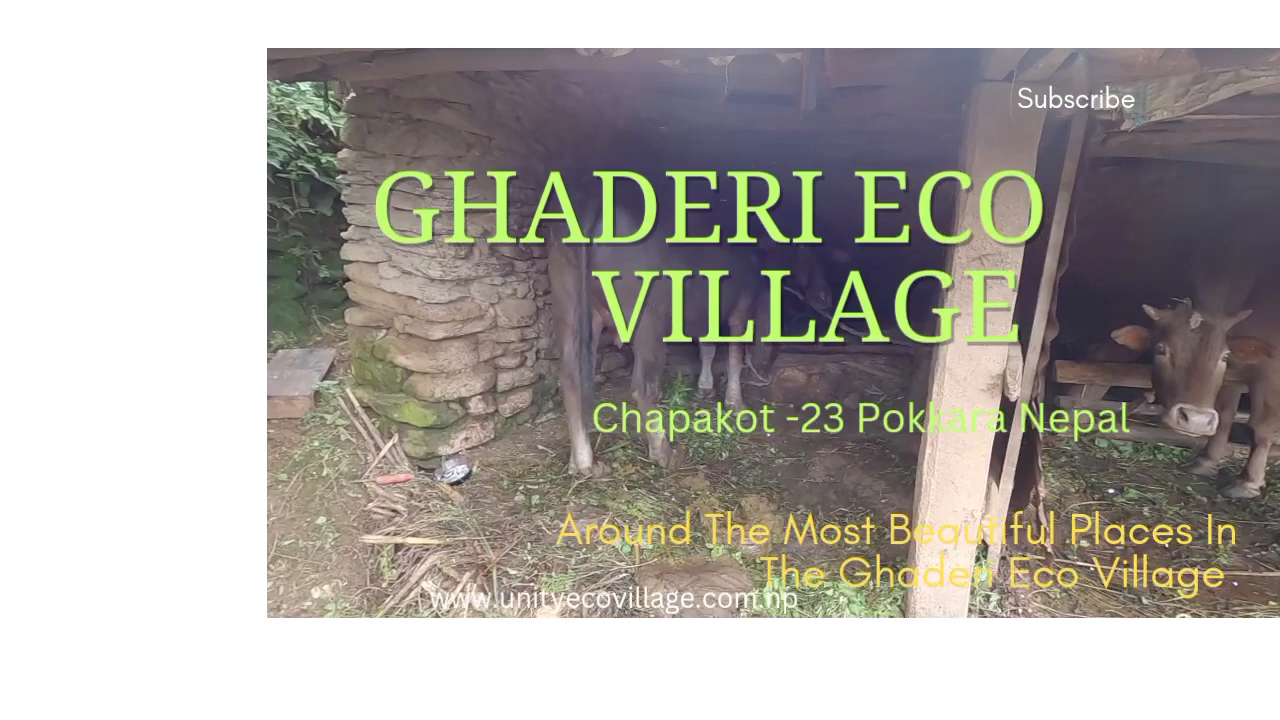 Subscribe
GHADERI ECO
VILLAGE
Chapakot -23 Pokkara Nepal
Around The Most Beautiful Places In
The Ghaderi Eco Village
www.unityecovillage.com.np